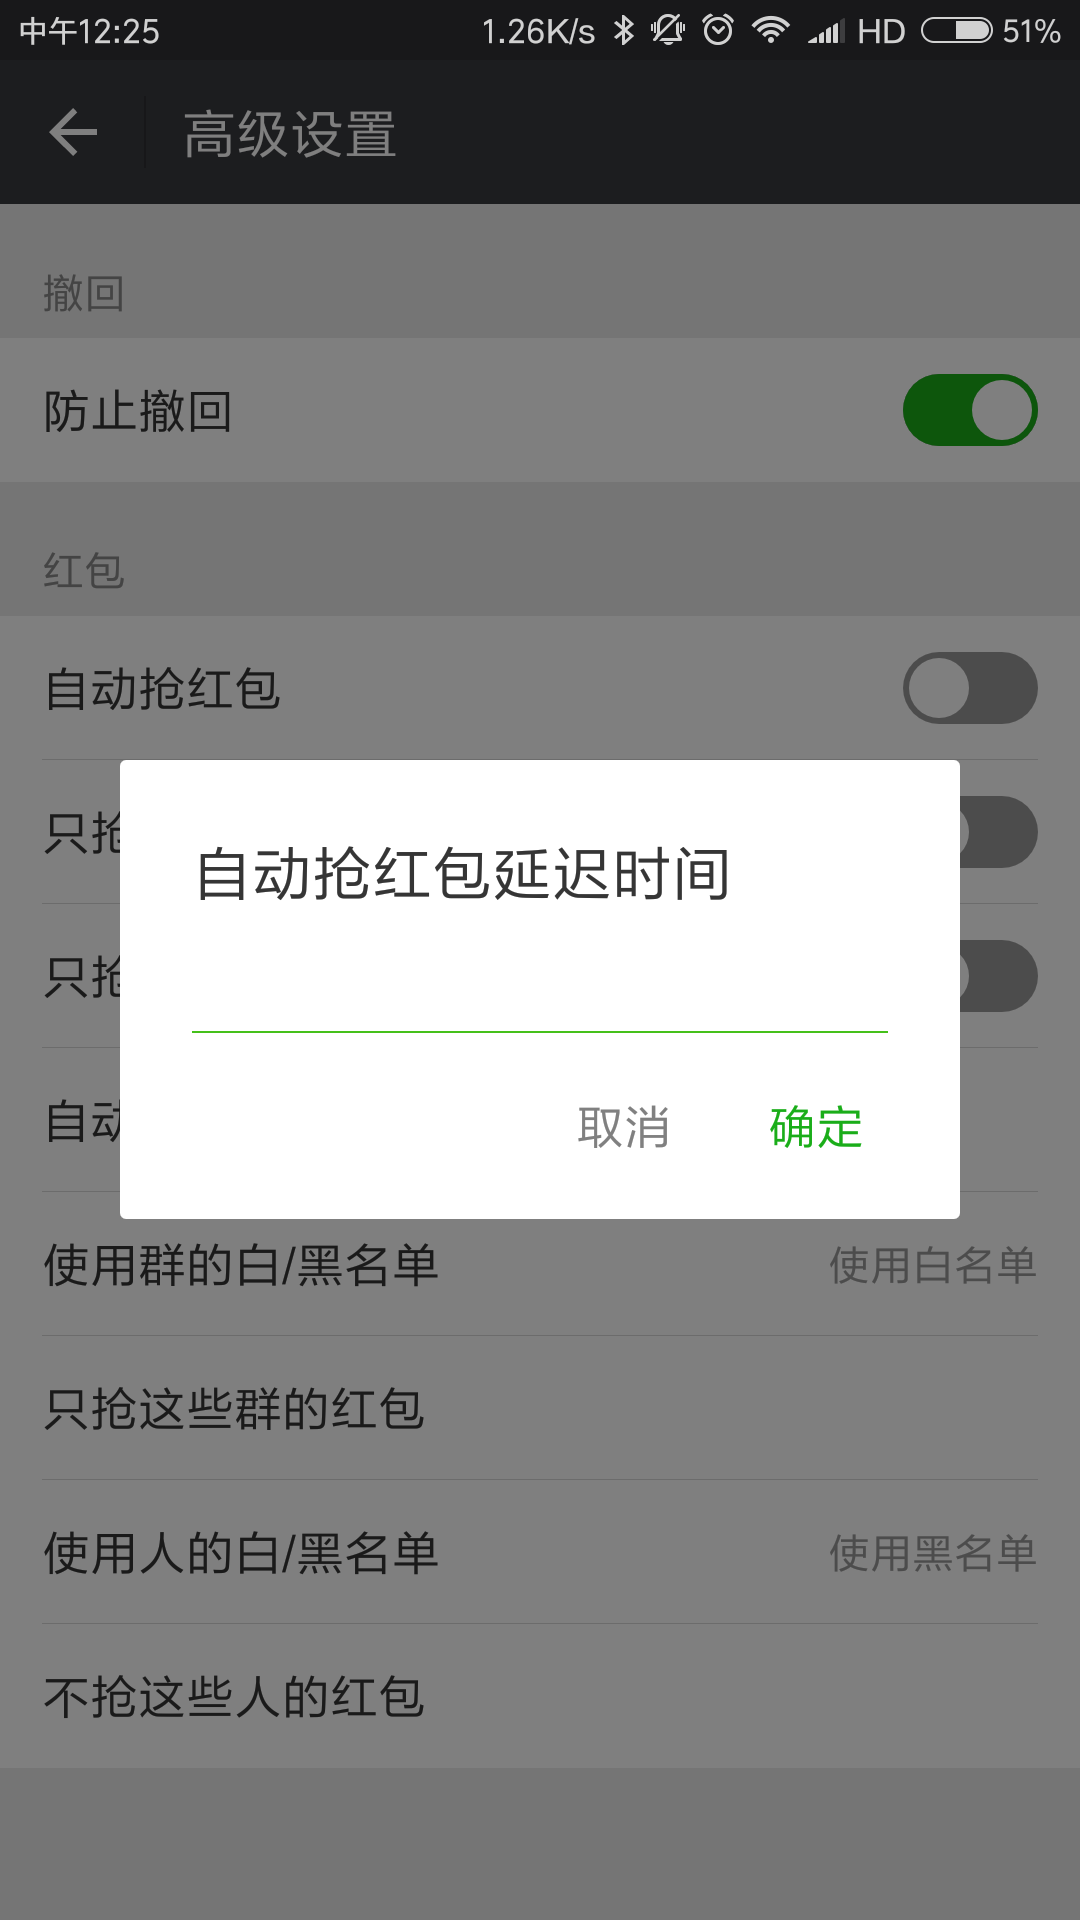 中午12:25 1.26K/s HD 51%
高级设置
撤回
防止撤回
红包
自动抢红包
只抢
只抢
自动
自动抢红包延迟时间
取消 确定
使用群的白/黑名单 使用白名单
只抢这些群的红包
使用人的白/黑名单 使用黑名单
不抢这些人的红包